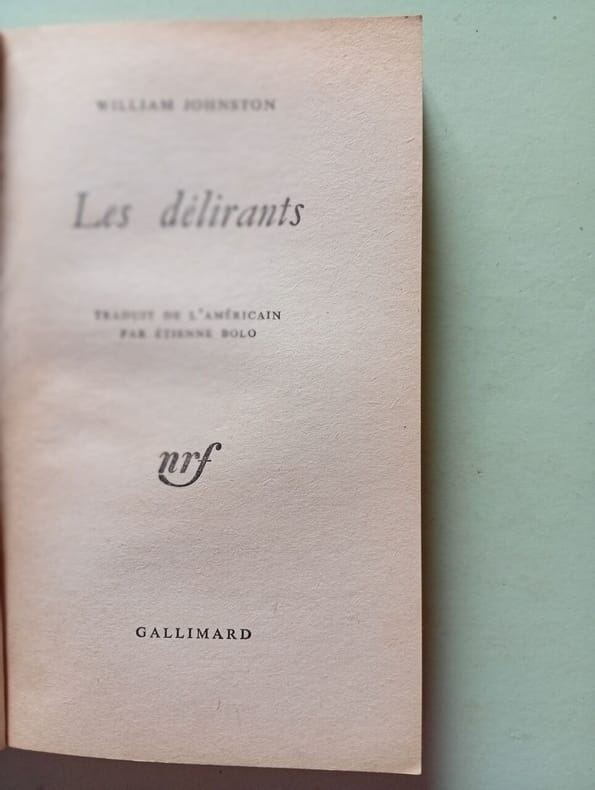 WILLIAM JOHNSTON
Les délirants
TRADUIT DE L'AMÉRICAIN
PAR ÉTIENNE BOLO
nrf
GALLIMARD